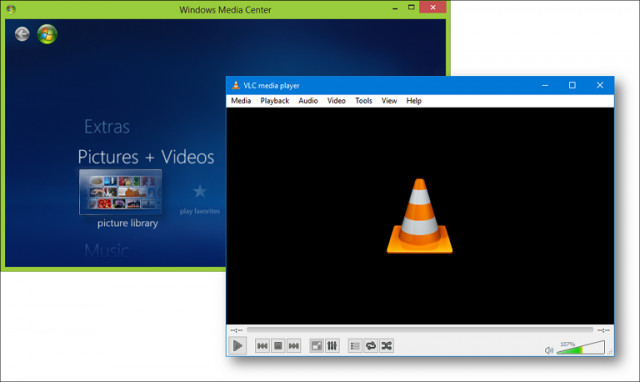 Windows Media Center
Extras
Pictures + Videos
picture library
play favorites
Music
VLC media player
Media Playback Audio Video Tools View Help
--:--
--:--
107%